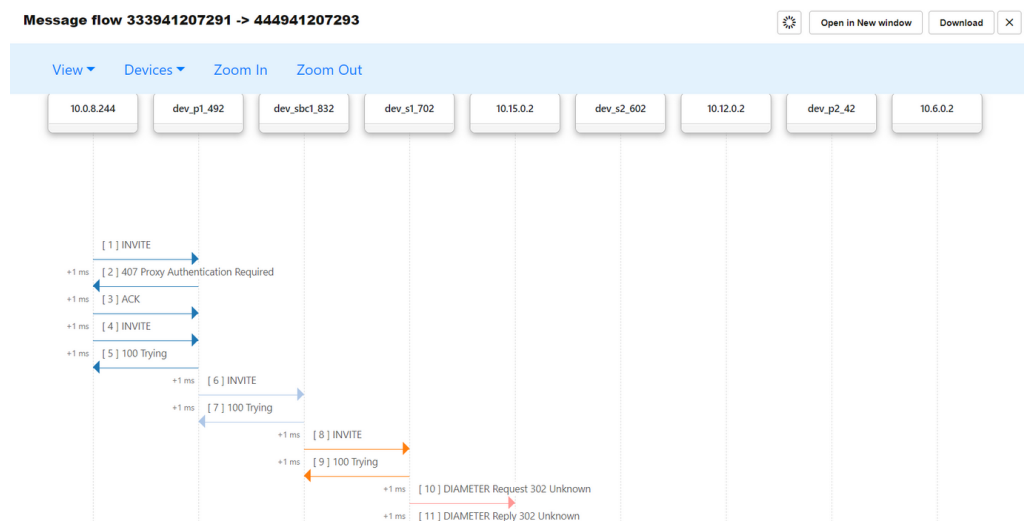 Message flow 333941207291 -> 444941207293
Open in New window
Download
View
Devices
Zoom In
Zoom Out
10.0.8.244
dev_p1_492
dev_sbc1_832
dev_s1_702
10.15.0.2
dev_s2_602
10.12.0.2
dev_p2_42
10.6.0.2
[ 1 ] INVITE
+1 ms [ 2 ] 407 Proxy Authentication Required
+1 ms [ 3 ] ACK
+1 ms [ 4 ] INVITE
+1 ms [ 5 ] 100 Trying
+1 ms [ 6 ] INVITE
+1 ms [ 7 ] 100 Trying
+1 ms [ 8 ] INVITE
+1 ms [ 9 ] 100 Trying
+1 ms [ 10 ] DIAMETER Request 302 Unknown
+1 ms [ 11 ] DIAMETER Reply 302 Unknown